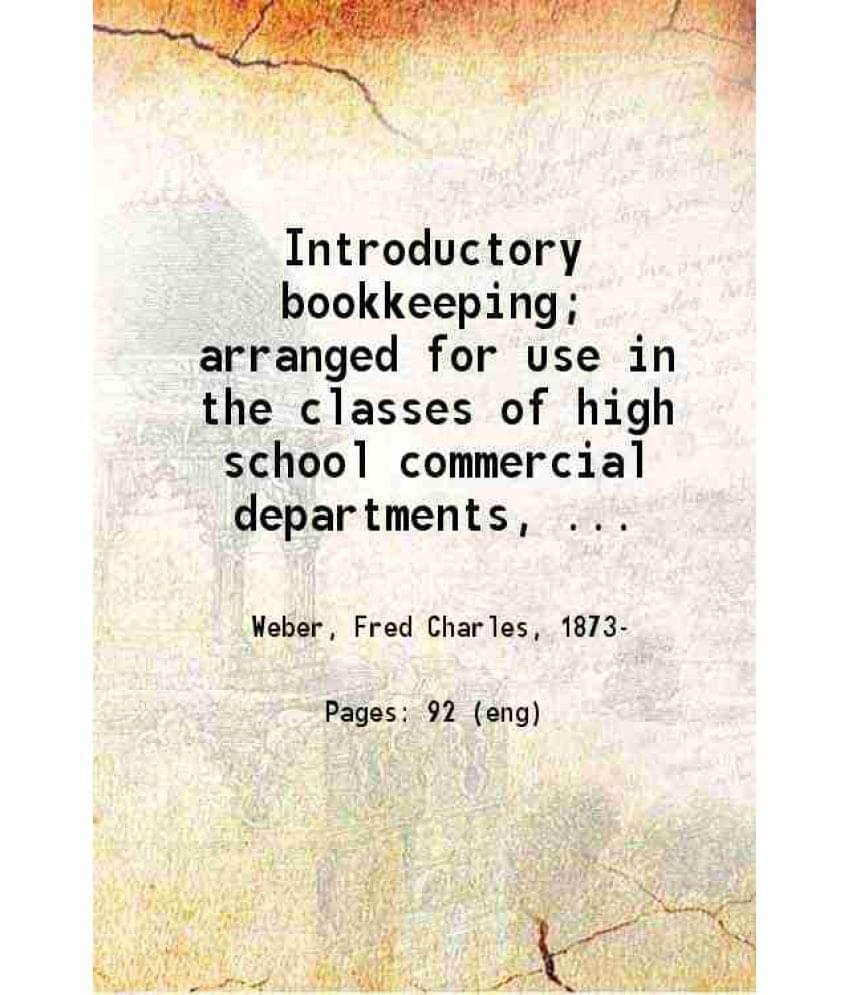 Introductory
bookkeeping;
arranged for use in
the classes of high
school commercial
departments, ...
Weber, Fred Charles, 1873-
Pages: 92 (eng)